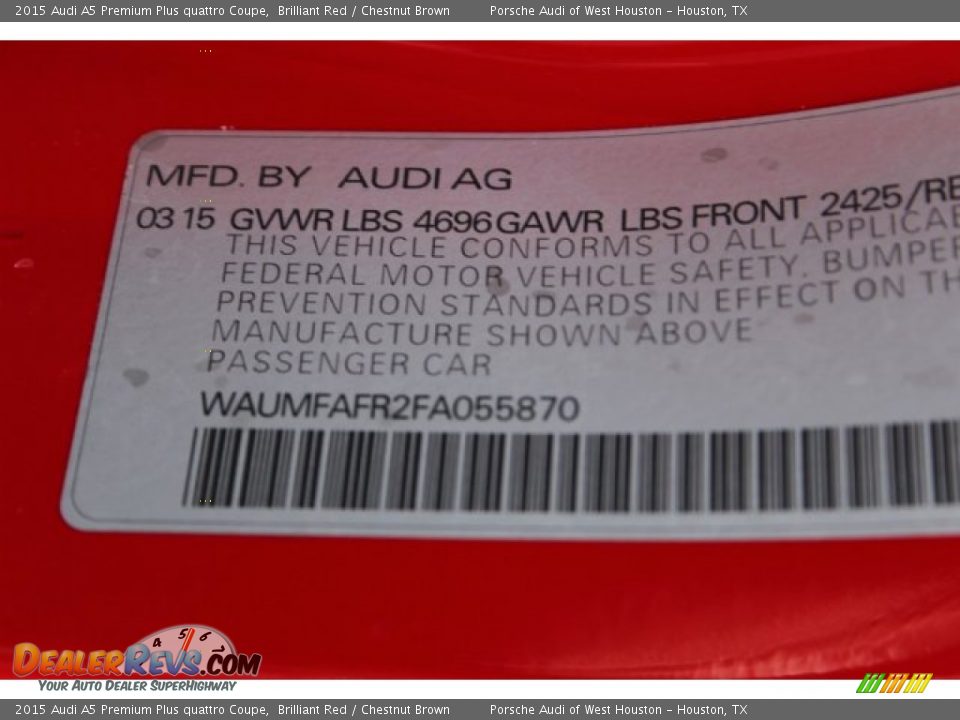 2015 Audi A5 Premium Plus quattro Coupe, Brilliant Red / Chestnut Brown Porsche Audi of West Houston - Houston, TX
MFD. BY AUDI AG
03 15 GVWR LBS 4696 GAWR LBS FRONT 2425 /RE
THIS VEHICLE CONFORMS TO ALL APPLICAB
FEDERAL MOTOR VEHICLE SAFETY. BUMPER
PREVENTION STANDARDS IN EFFECT ON TH
MANUFACTURE SHOWN ABOVE
PASSENGER CAR
WAUMFAFR2FA055870
4 5 6
DEALERREVS.COM
YOUR AUTO DEALER SUPERHIGHWAY
2015 Audi A5 Premium Plus quattro Coupe, Brilliant Red / Chestnut Brown Porsche Audi of West Houston - Houston, TX